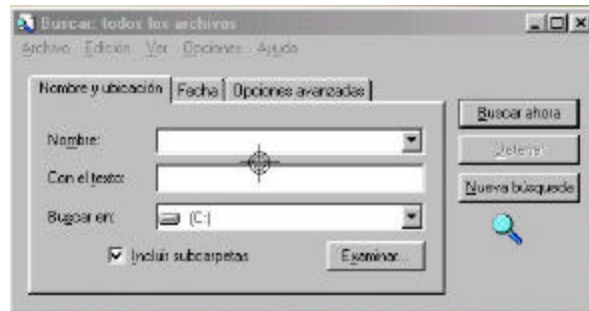 Buscar: todos los archivos
Archivo Edición Ver Opciones Ayuda
Nombre y ubicación Fecha Opciones avanzadas
Buscar ahora
Nombre:
Detener
Con el texto:
Nueva búsqueda
Buscar en: (C:)
Incluir subcarpetas Examinar...